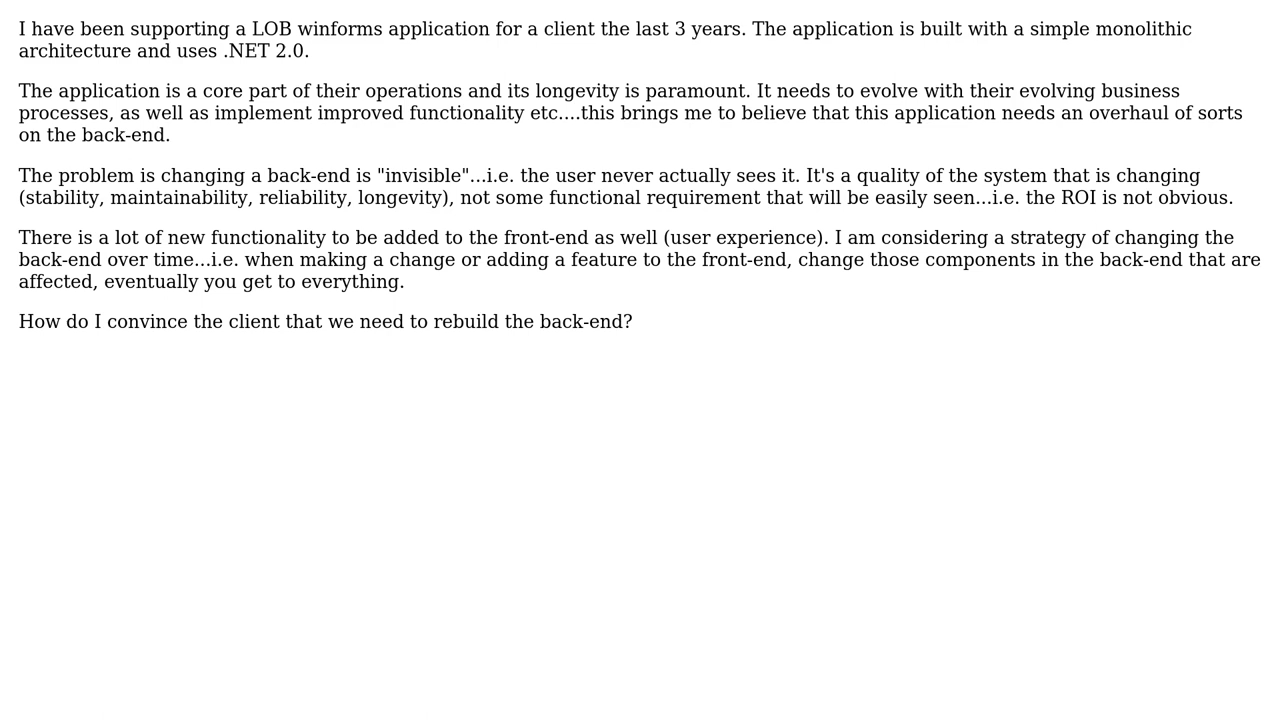 I have been supporting a LOB winforms application for a client the last 3 years. The application is built with a simple monolithic
architecture and uses .NET 2.0.
The application is a core part of their operations and its longevity is paramount. It needs to evolve with their evolving business
processes, as well as implement improved functionality etc....this brings me to believe that this application needs an overhaul of sorts
on the back-end.
The problem is changing a back-end is "invisible"...i.e. the user never actually sees it. It's a quality of the system that is changing
(stability, maintainability, reliability, longevity), not some functional requirement that will be easily seen...i.e. the ROI is not obvious.
There is a lot of new functionality to be added to the front-end as well (user experience). I am considering a strategy of changing the
back-end over time...i.e. when making a change or adding a feature to the front-end, change those components in the back-end that are
affected, eventually you get to everything.
How do I convince the client that we need to rebuild the back-end?